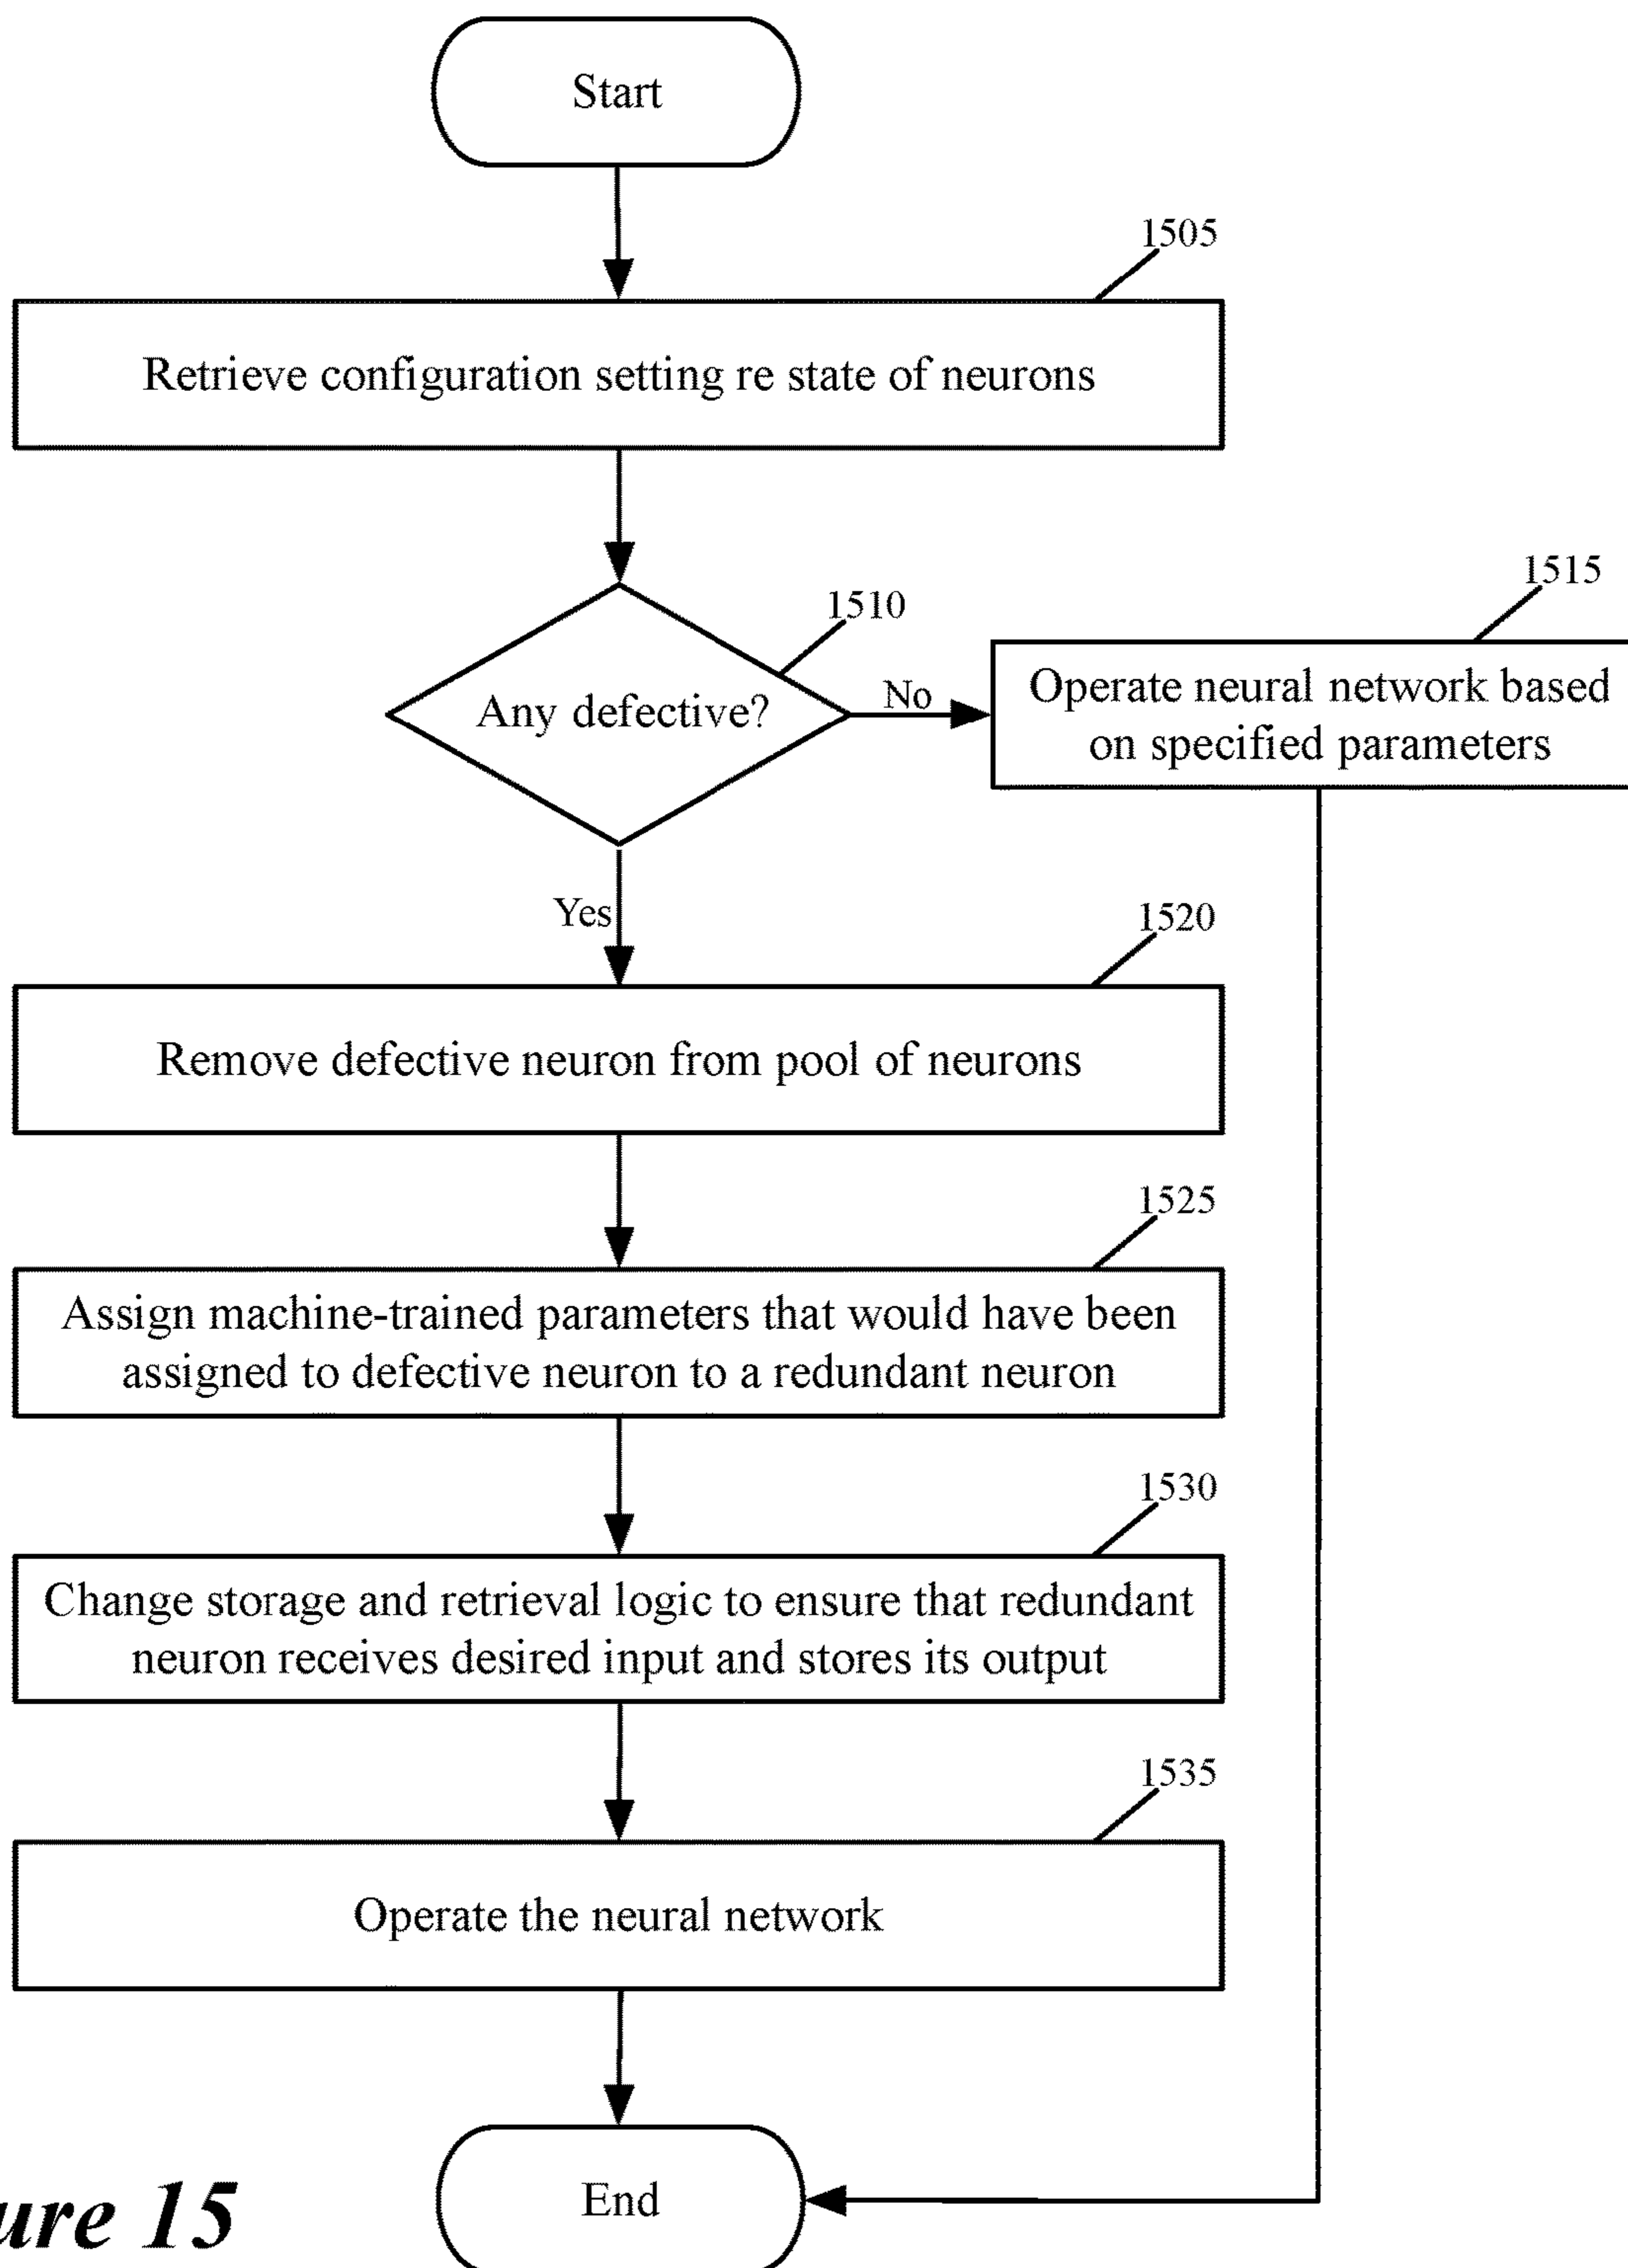 Start
1505
Retrieve configuration setting re state of neurons
1510
Any defective?
No
1515
Operate neural network based
on specified parameters
Yes
1520
Remove defective neuron from pool of neurons
1525
Assign machine-trained parameters that would have been
assigned to defective neuron to a redundant neuron
1530
Change storage and retrieval logic to ensure that redundant
neuron receives desired input and stores its output
1535
Operate the neural network
End
ure 15